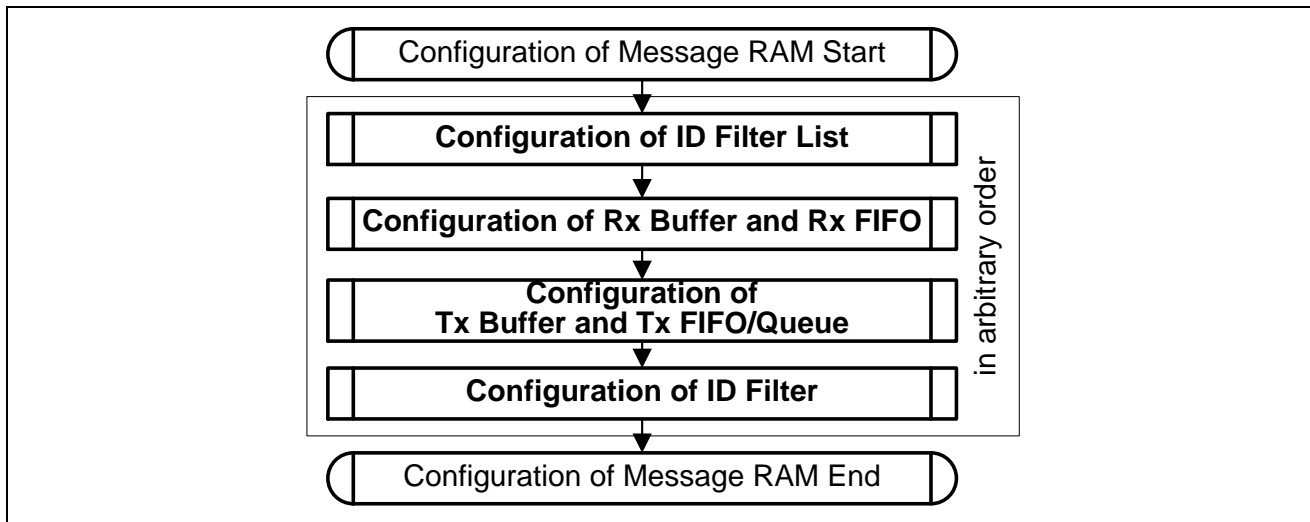 Configuration of Message RAM Start
Configuration of ID Filter List
Configuration of Rx Buffer and Rx FIFO
Configuration of
Tx Buffer and Tx FIFO/Queue
Configuration of ID Filter
in arbitrary order
Configuration of Message RAM End